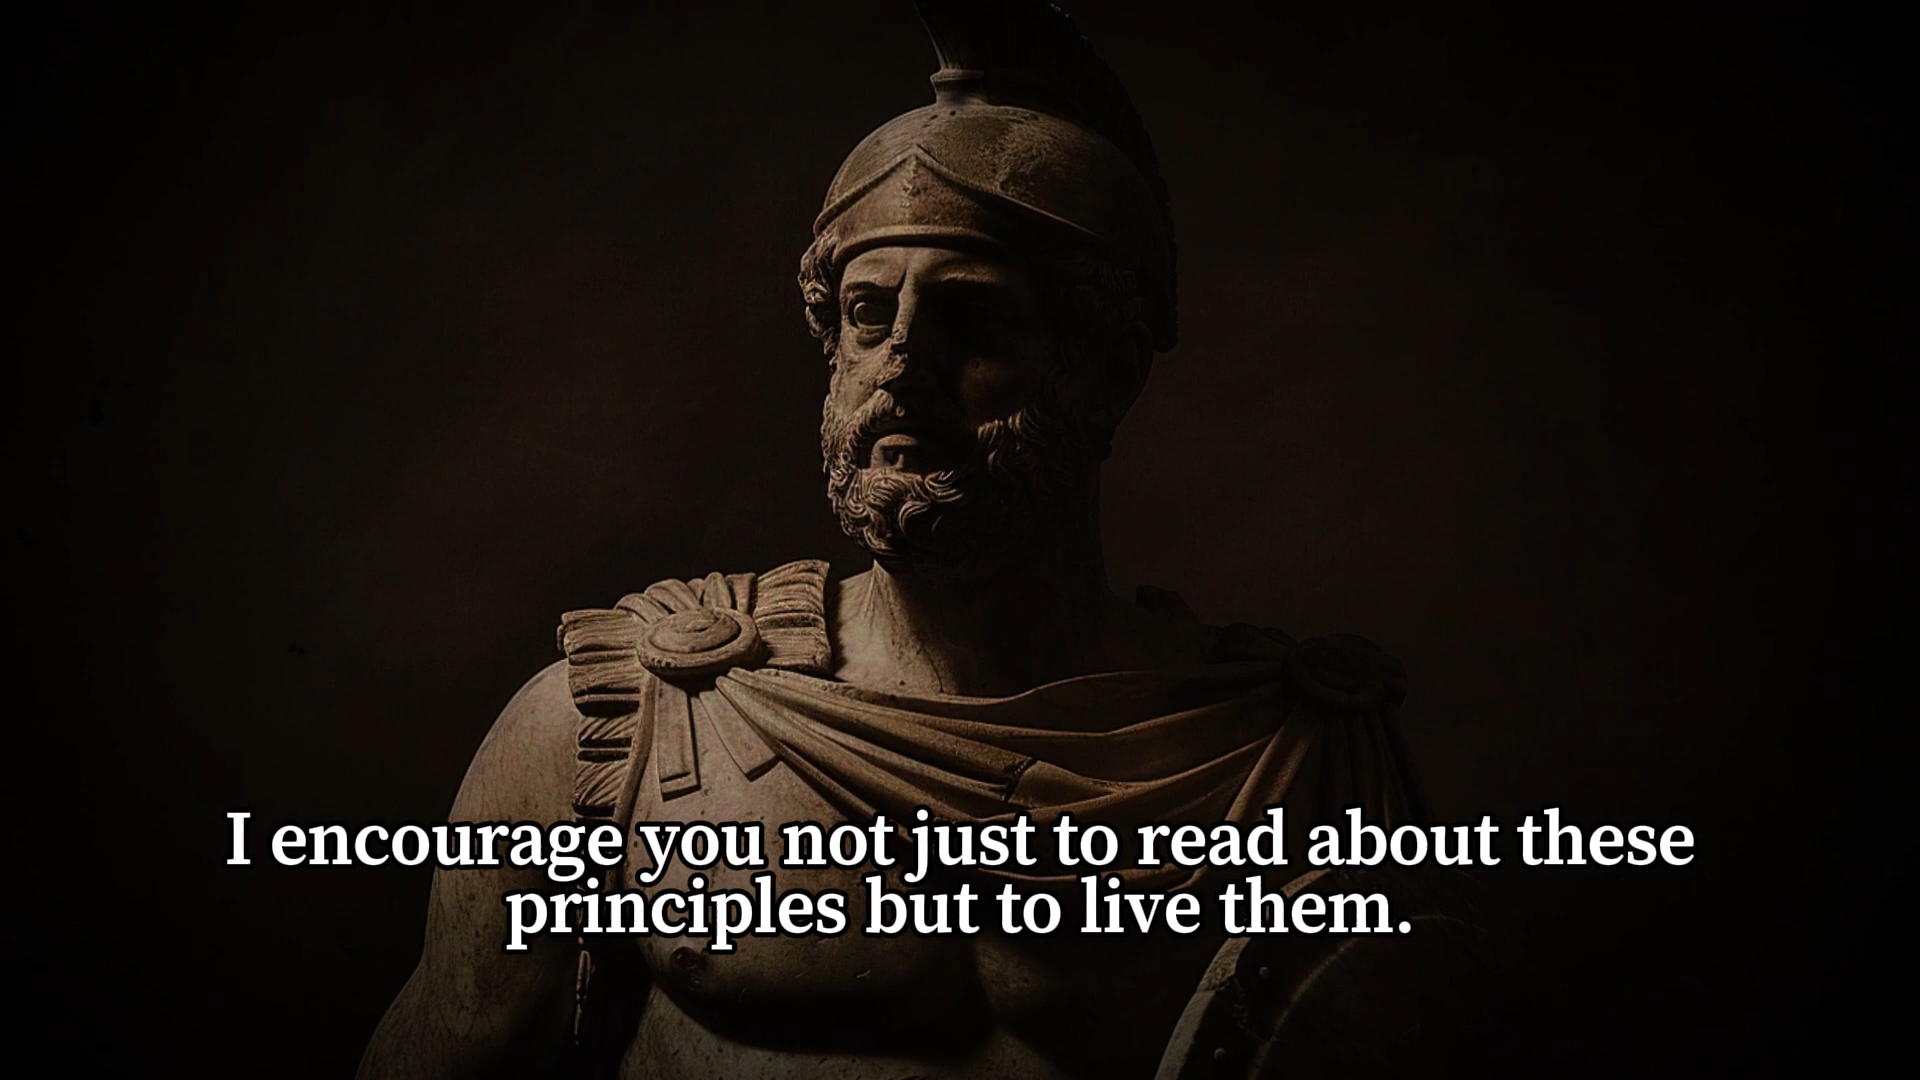 I encourage you not just to read about these
principles but to live them.